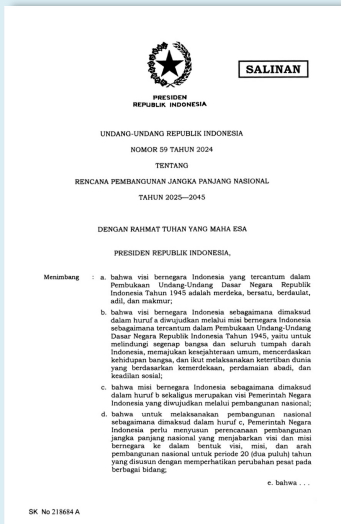 SALINAN
PRESIDEN
REPUBLIK INDONESIA
UNDANG-UNDANG REPUBLIK INDONESIA
NOMOR 59 TAHUN 2024
TENTANG
RENCANA PEMBANGUNAN JANGKA PANJANG NASIONAL
TAHUN 2025—2045
DENGAN RAHMAT TUHAN YANG MAHA ESA
PRESIDEN REPUBLIK INDONESIA,
Menimbang : a. bahwa visi bernegara Indonesia yang tercantum dalam
Pembukaan Undang-Undang Dasar Negara Republik
Indonesia Tahun 1945 adalah merdeka, bersatu, berdaulat,
adil, dan makmur;
b. bahwa visi bernegara Indonesia sebagaimana dimaksud
dalam huruf a diwujudkan melalui misi bernegara Indonesia
sebagaimana tercantum dalam Pembukaan Undang-Undang
Dasar Negara Republik Indonesia Tahun 1945, yaitu untuk
melindungi segenap bangsa dan seluruh tumpah darah
Indonesia, memajukan kesejahteraan umum, mencerdaskan
kehidupan bangsa, dan ikut melaksanakan ketertiban dunia
yang berdasarkan kemerdekaan, perdamaian abadi, dan
keadilan sosial;
c. bahwa misi bernegara Indonesia sebagaimana dimaksud
dalam huruf b sekaligus merupakan visi Pemerintah Negara
Indonesia yang diwujudkan melalui pembangunan nasional;
d. bahwa untuk melaksanakan pembangunan nasional
sebagaimana dimaksud dalam huruf c, Pemerintah Negara
Indonesia perlu menyusun perencanaan pembangunan
jangka panjang nasional yang menjabarkan visi dan misi
bernegara ke dalam bentuk visi, misi, dan arah
pembangunan nasional untuk periode 20 (dua puluh) tahun
yang disusun dengan memperhatikan perubahan pesat pada
berbagai bidang;
e. bahwa . . .
SK No 218684 A